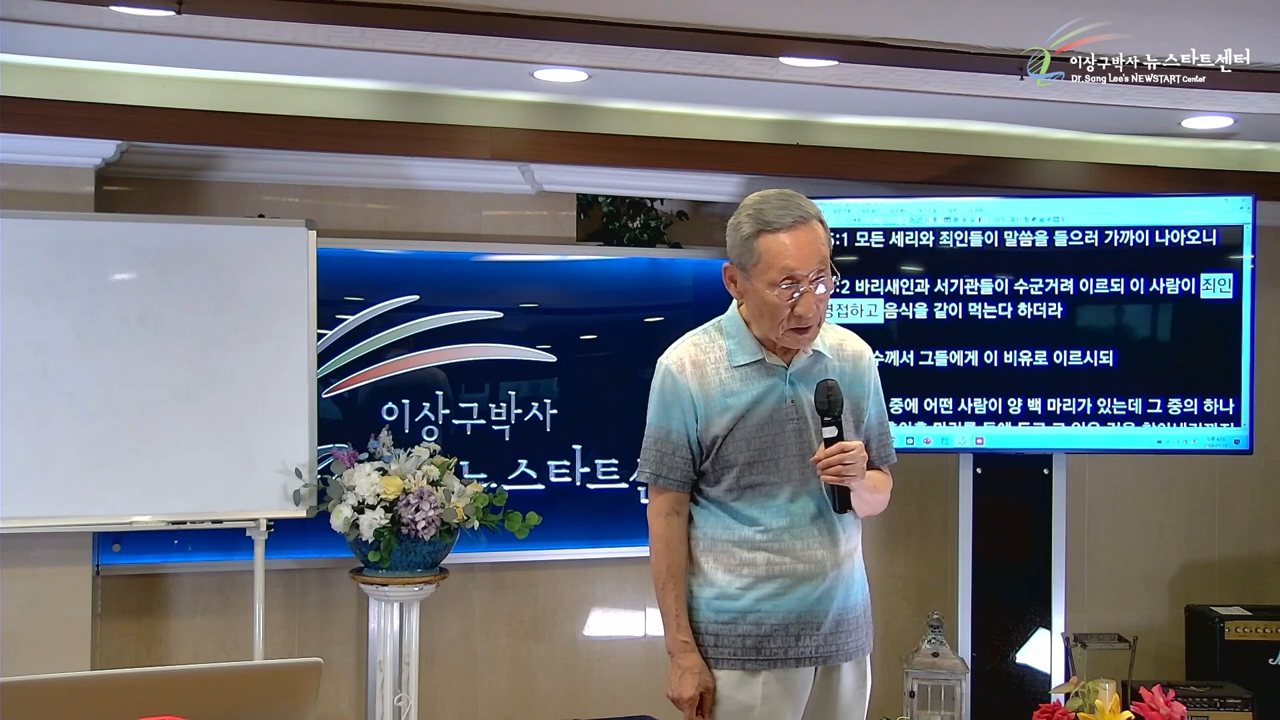 이상구박사 뉴스타트센터
Dr. Sang Lee's NEWSTART Center
:1 모든 세리와 죄인들이 말씀을 들으러 가까이 나아오니
:2 바리새인과 서기관들이 수군거려 이르되 이 사람이 죄인
영접하고 음식을 같이 먹는다 하더라
수께서 그들에게 이 비유로 이르시되
중에 어떤 사람이 양 백 마리가 있는데 그 중의 하나
이상구박사
뉴스타트
JACK NICKLAUS JACK NICKLAUS